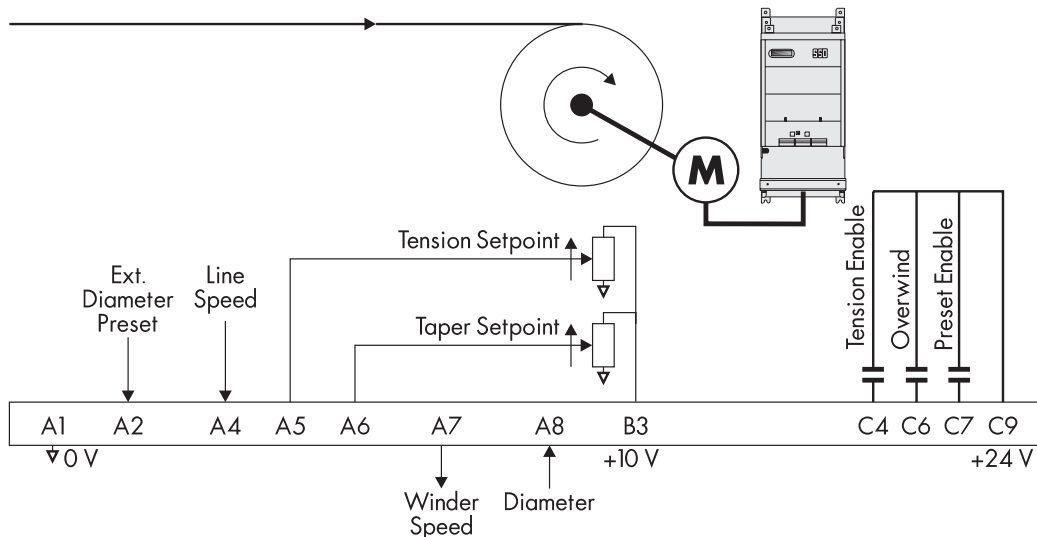 SSD
M
Tension Setpoint
Ext.
Diameter
Preset
Line
Speed
Taper Setpoint
Tension Enable
Overwind
Preset Enable
A1 A2 A4 A5 A6 A7 A8 B3 C4 C6 C7 C9
0 V +10 V +24 V
Winder
Speed
Diameter